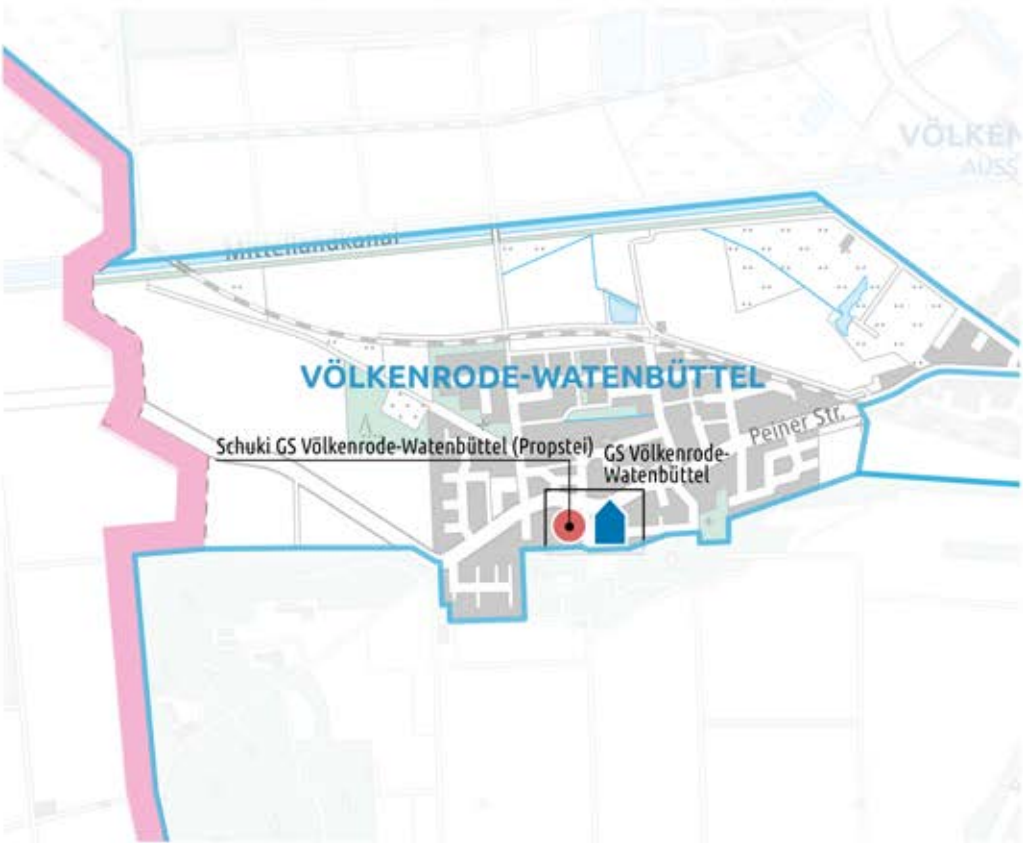 VÖLKEN
AUSS
Mittellandkanal
VÖLKENRODE-WATENBÜTTEL
Peiner Str.
Schuki GS Völkenrode-Watenbüttel (Propstei)
GS Völkenrode-
Watenbüttel